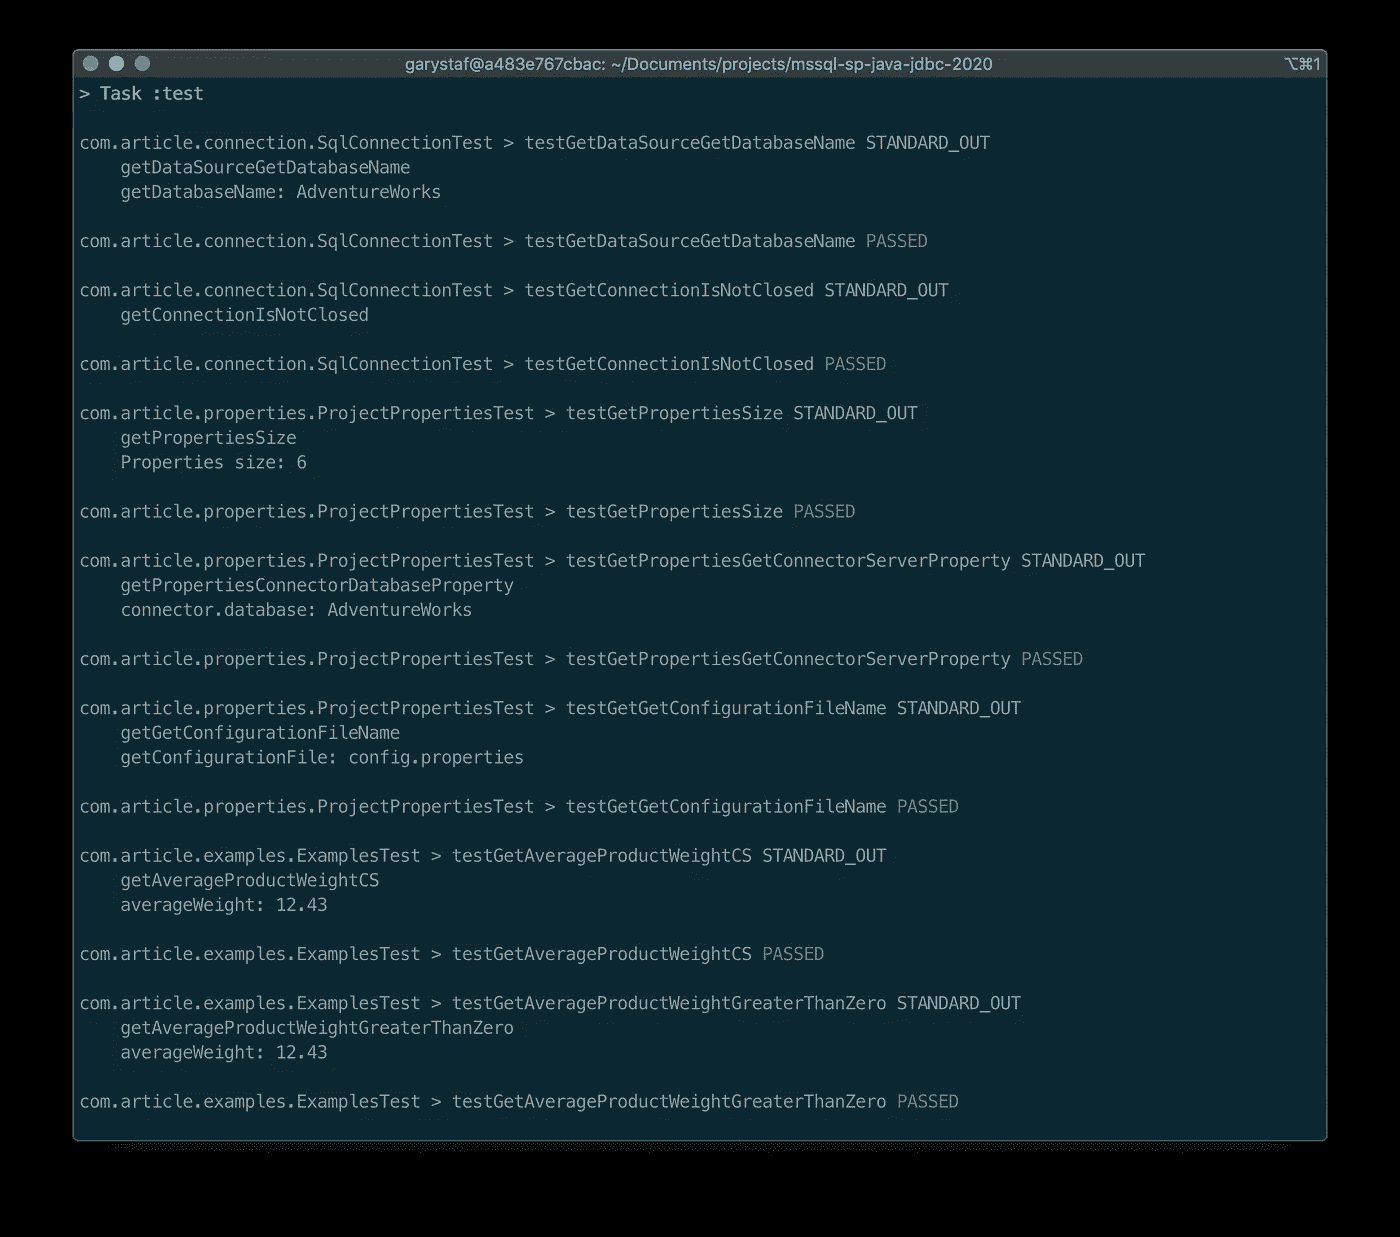 garystaf@a483e767cbac: ~/Documents/projects/mssql-sp-java-jdbc-2020 ⌥⌘1
> Task :test
com.article.connection.SqlConnectionTest > testGetDataSourceGetDatabaseName STANDARD_OUT
getDataSourceGetDatabaseName
getDatabaseName: AdventureWorks
com.article.connection.SqlConnectionTest > testGetDataSourceGetDatabaseName PASSED
com.article.connection.SqlConnectionTest > testGetConnectionIsNotClosed STANDARD_OUT
getConnectionIsNotClosed
com.article.connection.SqlConnectionTest > testGetConnectionIsNotClosed PASSED
com.article.properties.ProjectPropertiesTest > testGetPropertiesSize STANDARD_OUT
getPropertiesSize
Properties size: 6
com.article.properties.ProjectPropertiesTest > testGetPropertiesSize PASSED
com.article.properties.ProjectPropertiesTest > testGetPropertiesGetConnectorServerProperty STANDARD_OUT
getPropertiesConnectorDatabaseProperty
connector.database: AdventureWorks
com.article.properties.ProjectPropertiesTest > testGetPropertiesGetConnectorServerProperty PASSED
com.article.properties.ProjectPropertiesTest > testGetGetConfigurationFileName STANDARD_OUT
getGetConfigurationFileName
getConfigurationFile: config.properties
com.article.properties.ProjectPropertiesTest > testGetGetConfigurationFileName PASSED
com.article.examples.ExamplesTest > testGetAverageProductWeightCS STANDARD_OUT
getAverageProductWeightCS
averageWeight: 12.43
com.article.examples.ExamplesTest > testGetAverageProductWeightCS PASSED
com.article.examples.ExamplesTest > testGetAverageProductWeightGreaterThanZero STANDARD_OUT
getAverageProductWeightGreaterThanZero
averageWeight: 12.43
com.article.examples.ExamplesTest > testGetAverageProductWeightGreaterThanZero PASSED